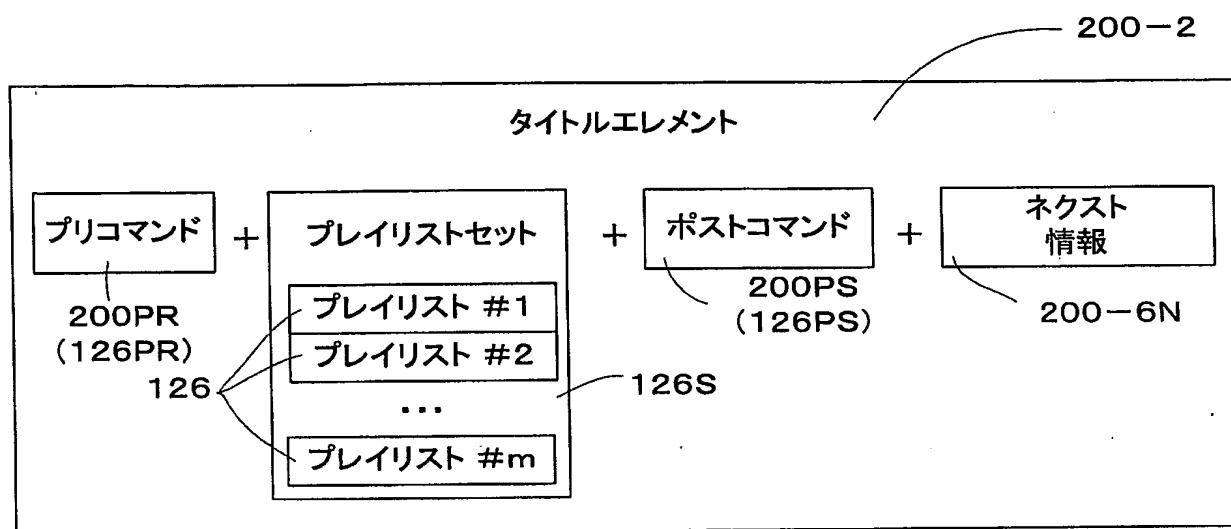 200-2
タイトルエレメント
プリコマンド
+
プレイリストセット
+
ポストコマンド
+
ネクスト
情報
200PR
(126PR)
プレイリスト #1
プレイリスト #2
・・・
プレイリスト #m
126
126S
200PS
(126PS)
200-6N